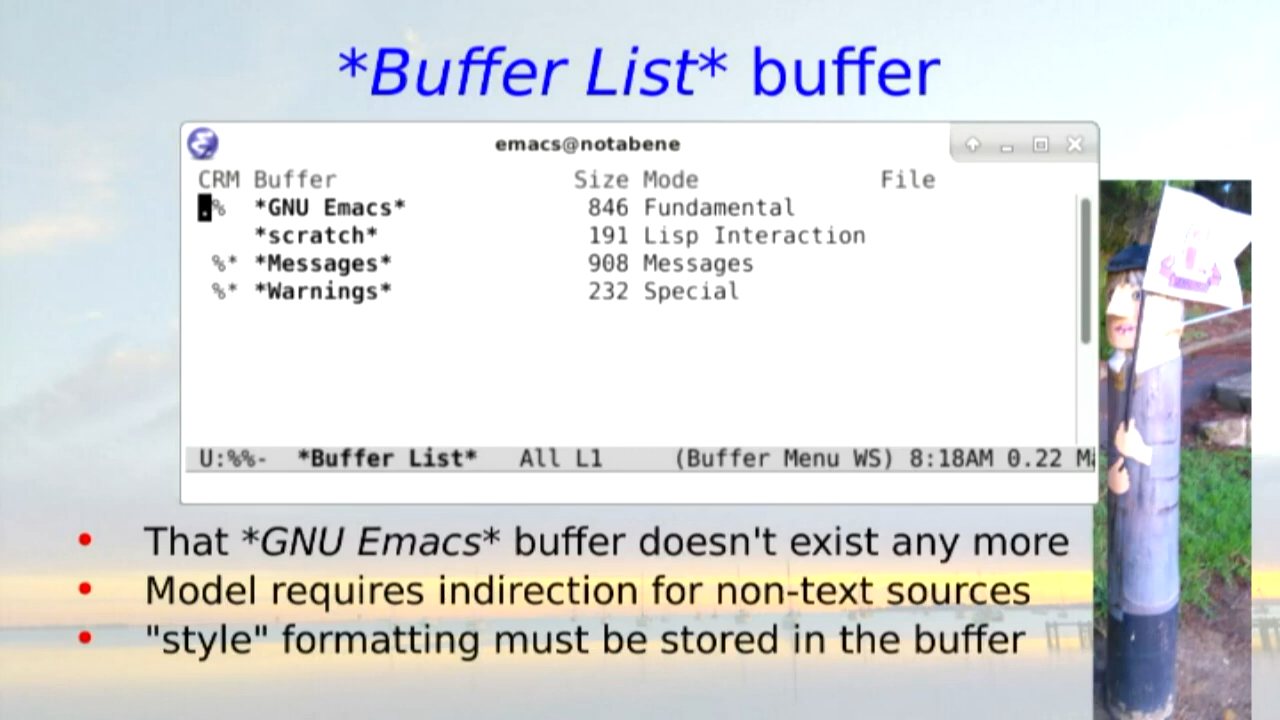 *Buffer List* buffer
emacs@notabene
CRM Buffer Size Mode File
.% *GNU Emacs* 846 Fundamental
*scratch* 191 Lisp Interaction
%* *Messages* 908 Messages
%* *Warnings* 232 Special
U:%%- *Buffer List* All L1 (Buffer Menu WS) 8:18AM 0.22 Ma
• That *GNU Emacs* buffer doesn't exist any more
• Model requires indirection for non-text sources
• "style" formatting must be stored in the buffer